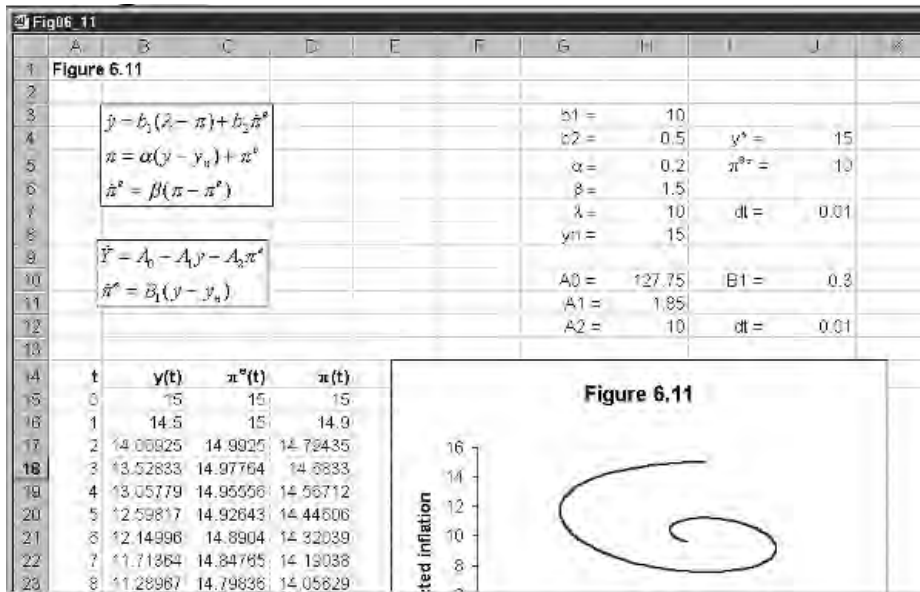 Fig06_11
A B C D E F G H I J K
1 Figure 6.11
2
3 ẏ = b₁(λ − π) + b₂π̇ᵉ b1 = 10
4 b2 = 0.5 y* = 15
π = α(y − yₙ) + πᵉ
5 α = 0.2 πᵉ* = 10
6 π̇ᵉ = β(π − πᵉ) β = 1.5
7 λ = 10 dt = 0.01
8 yn = 15
9 Ẏ = A₀ − A₁y − A₂πᵉ
10 π̇ᵉ = B₁(y − yₙ) A0 = 127.75 B1 = 0.3
11 A1 = 1.85
12 A2 = 10 dt = 0.01
13
14 t y(t) πᵉ(t) π(t)
15 0 15 15 15
16 1 14.5 15 14.9
17 2 14.00925 14.9925 14.79435
18 3 13.52833 14.97764 14.6833
19 4 13.05779 14.95556 14.56712
20 5 12.59817 14.92643 14.44606
21 6 12.14996 14.8904 14.32039
22 7 11.71364 14.84765 14.19038
23 8 11.28967 14.79836 14.05629
Figure 6.11
16
14
12
10
8
cted inflation